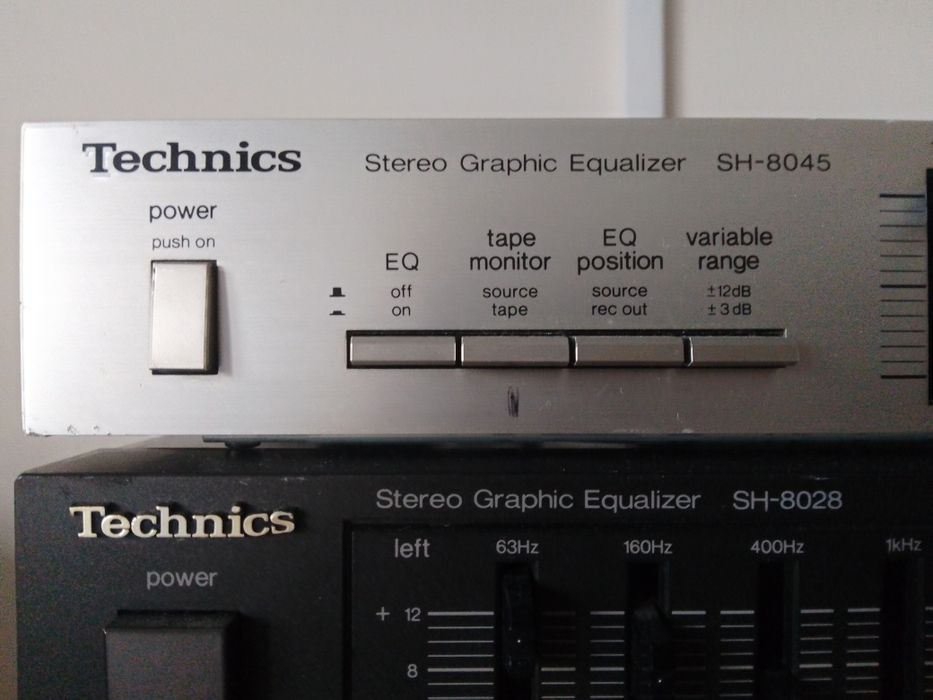 Technics
Stereo Graphic Equalizer SH-8045
power
push on
EQ
off
on
tape
monitor
source
tape
EQ
position
source
rec out
variable
range
±12dB
±3dB
Technics
Stereo Graphic Equalizer SH-8028
power
left 63Hz 160Hz 400Hz 1kHz
+ 12
8